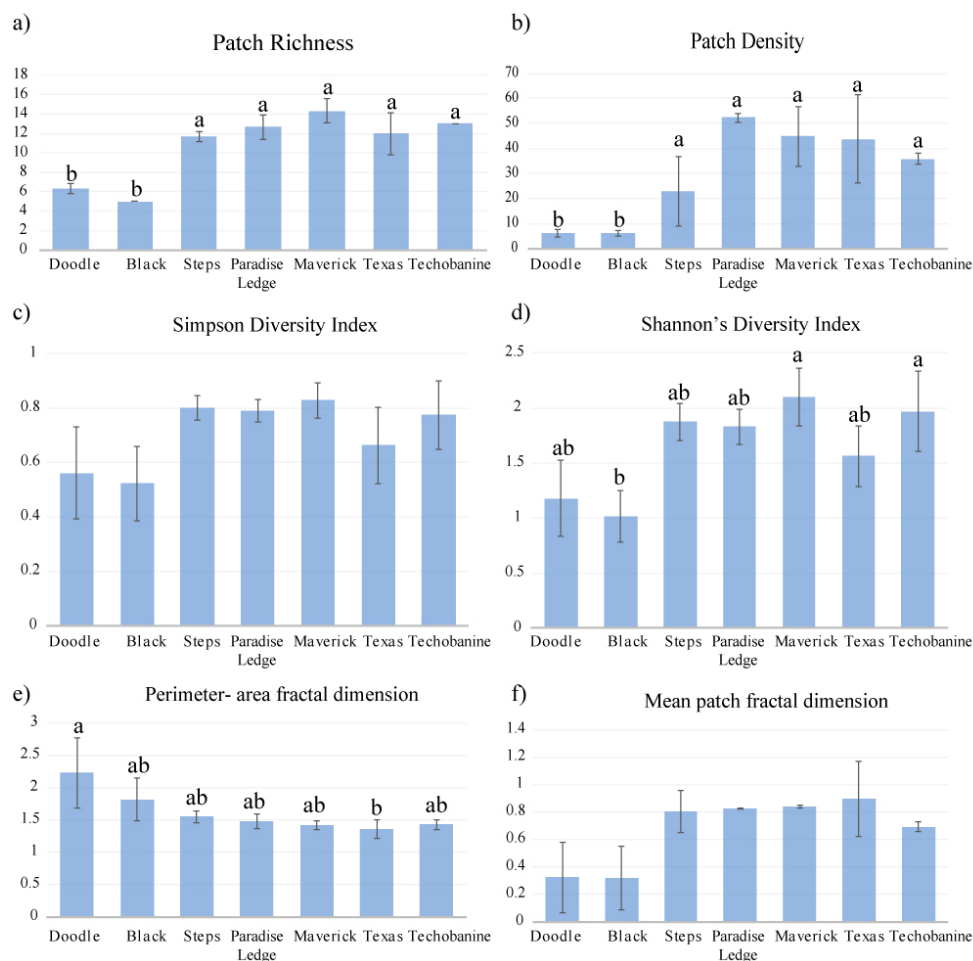 a)
Patch Richness
18
16
14
12
10
8
6
4
2
0
b b a a a a a
Doodle Black Steps Paradise Ledge Maverick Texas Techobanine
b)
Patch Density
70
60
50
40
30
20
10
0
b b a a a a a
Doodle Black Steps Paradise Ledge Maverick Texas Techobanine
c)
Simpson Diversity Index
1
0.8
0.6
0.4
0.2
0
Doodle Black Steps Paradise Ledge Maverick Texas Techobanine
d)
Shannon’s Diversity Index
2.5
2
1.5
1
0.5
0
ab b ab ab a ab a
Doodle Black Steps Paradise Ledge Maverick Texas Techobanine
e)
Perimeter- area fractal dimension
3
2.5
2
1.5
1
0.5
0
a ab ab ab ab b ab
Doodle Black Steps Paradise Ledge Maverick Texas Techobanine
f)
Mean patch fractal dimension
1.4
1.2
1
0.8
0.6
0.4
0.2
0
Doodle Black Steps Paradise Ledge Maverick Texas Techobanine